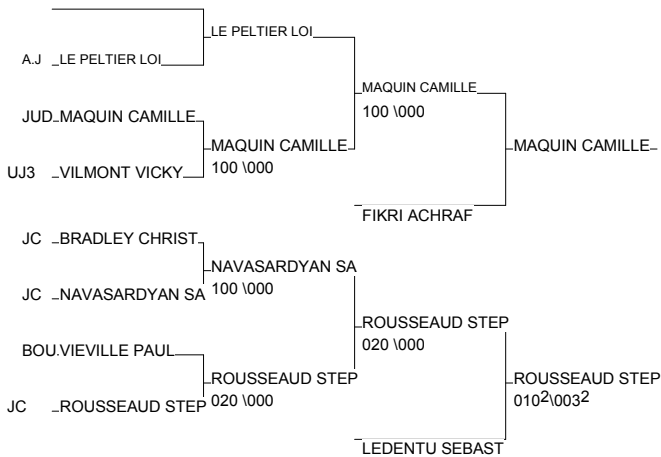 LE PELTIER LOI
A.J LE PELTIER LOI
MAQUIN CAMILLE
100 \000
JUD MAQUIN CAMILLE
MAQUIN CAMILLE
100 \000
MAQUIN CAMILLE
UJ3 VILMONT VICKY
FIKRI ACHRAF
JC BRADLEY CHRIST
NAVASARDYAN SA
100 \000
JC NAVASARDYAN SA
ROUSSEAUD STEP
020 \000
BOU. VIEVILLE PAUL
ROUSSEAUD STEP
020 \000
ROUSSEAUD STEP
010² \003²
JC ROUSSEAUD STEP
LEDENTU SEBAST